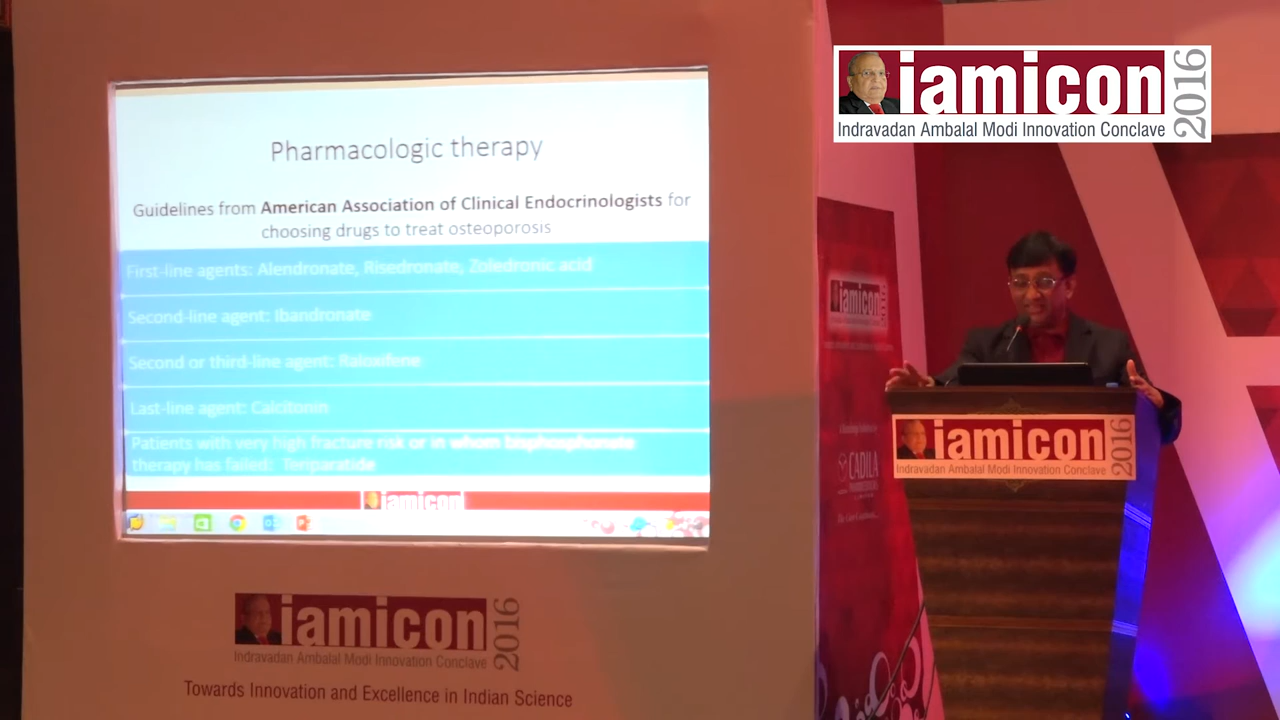 iamicon
2016
Indravadan Ambalal Modi Innovation Conclave
Pharmacologic therapy
Guidelines from American Association of Clinical Endocrinologists for
choosing drugs to treat osteoporosis
First-line agents: Alendronate, Risedronate, Zoledronic acid
Second-line agent: Ibandronate
Second or third-line agent: Raloxifene
Last-line agent: Calcitonin
Patients with very high fracture risk or in whom bisphosphonate
therapy has failed: Teriparatide
iamicon
iamicon
2016
Indravadan Ambalal Modi Innovation Conclave
Towards Innovation and Excellence in Indian Science
iamicon
CADILA
iamicon
2016
Indravadan Ambalal Modi Innovation Conclave